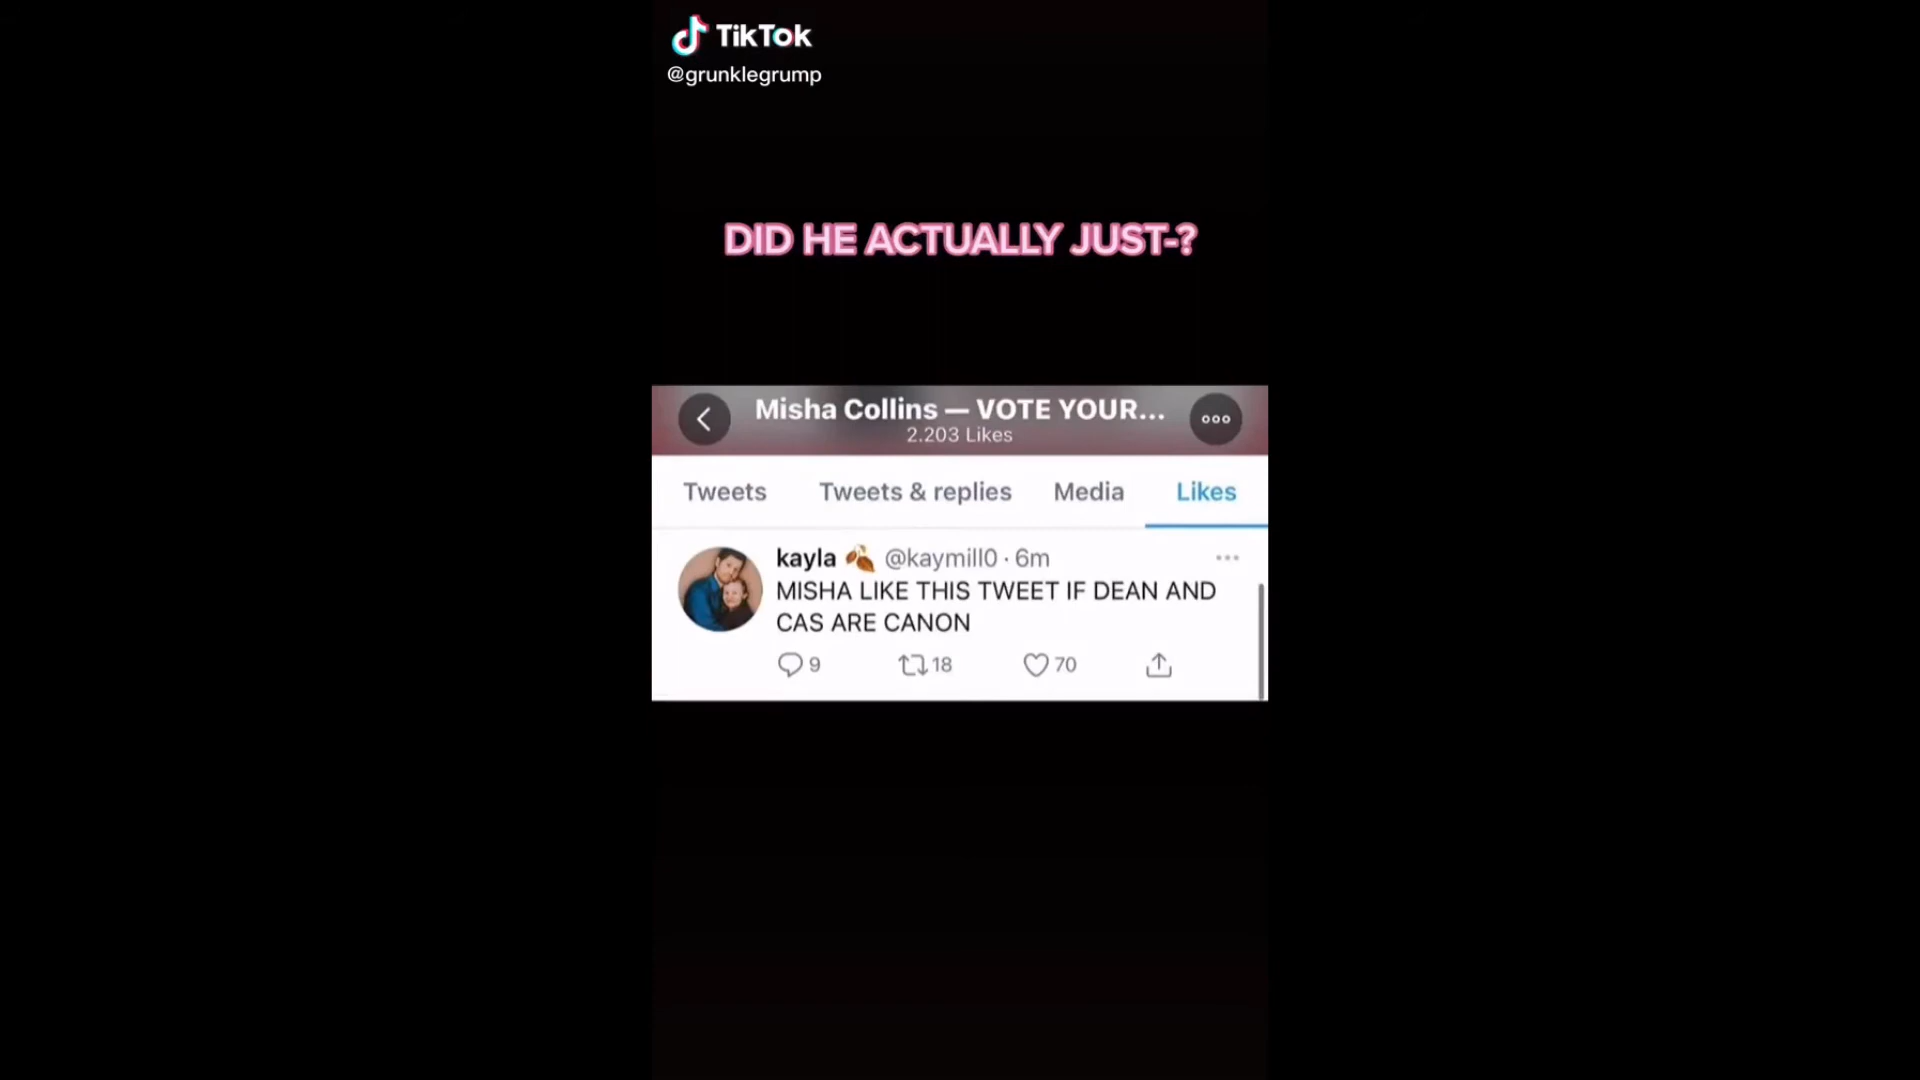 TikTok
@grunklegrump
DID HE ACTUALLY JUST-?
Misha Collins — VOTE YOUR...
2.203 Likes
Tweets Tweets & replies Media Likes
kayla @kaymill0 · 6m
MISHA LIKE THIS TWEET IF DEAN AND
CAS ARE CANON
9 18 70